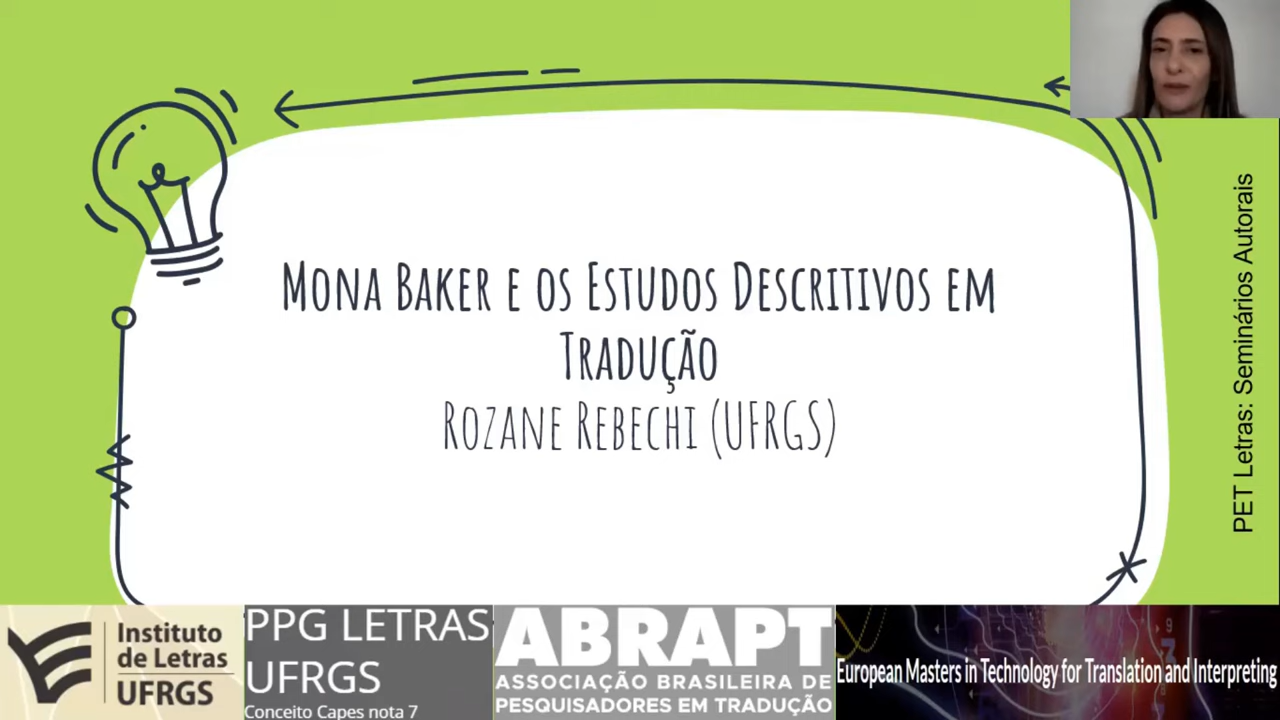 MONA BAKER E OS ESTUDOS DESCRITIVOS EM
TRADUÇÃO
ROZANE REBECHI (UFRGS)
PET Letras: Seminários Autorais
Instituto
de Letras
UFRGS
PPG LETRAS
UFRGS
Conceito Capes nota 7
ABRAPT
ASSOCIAÇÃO BRASILEIRA DE
PESQUISADORES EM TRADUÇÃO
European Masters in Technology for Translation and Interpreting